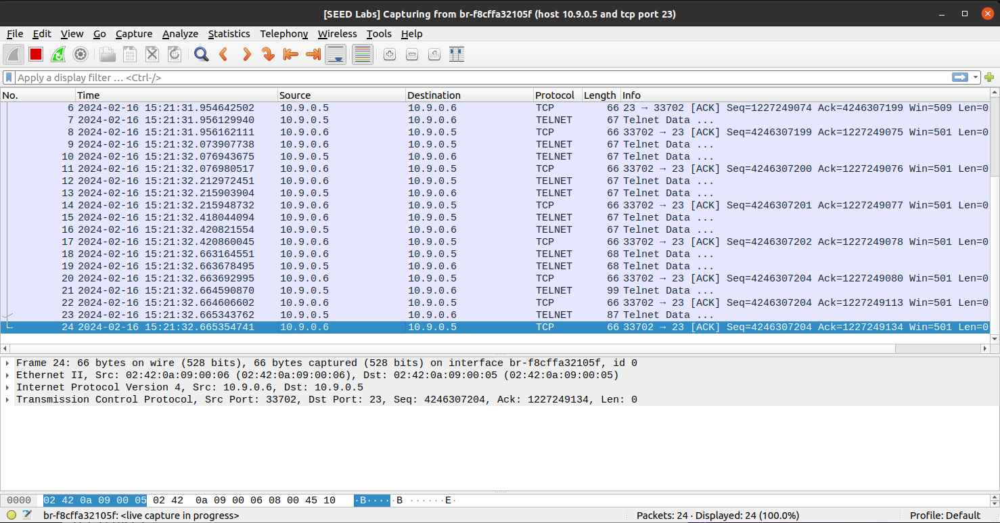 [SEED Labs] Capturing from br-f8cffa32105f (host 10.9.0.5 and tcp port 23)
File Edit View Go Capture Analyze Statistics Telephony Wireless Tools Help
Apply a display filter … <Ctrl-/>
No. Time Source Destination Protocol Length Info
6 2024-02-16 15:21:31.954642502 10.9.0.5 10.9.0.6 TCP 66 23 → 33702 [ACK] Seq=1227249074 Ack=4246307199 Win=509 Len=0
7 2024-02-16 15:21:31.956129940 10.9.0.5 10.9.0.6 TELNET 67 Telnet Data ...
8 2024-02-16 15:21:31.956162111 10.9.0.6 10.9.0.5 TCP 66 33702 → 23 [ACK] Seq=4246307199 Ack=1227249075 Win=501 Len=0
9 2024-02-16 15:21:32.073907738 10.9.0.6 10.9.0.5 TELNET 67 Telnet Data ...
10 2024-02-16 15:21:32.076943675 10.9.0.5 10.9.0.6 TELNET 67 Telnet Data ...
11 2024-02-16 15:21:32.076980517 10.9.0.6 10.9.0.5 TCP 66 33702 → 23 [ACK] Seq=4246307200 Ack=1227249076 Win=501 Len=0
12 2024-02-16 15:21:32.212972451 10.9.0.6 10.9.0.5 TELNET 67 Telnet Data ...
13 2024-02-16 15:21:32.215903904 10.9.0.5 10.9.0.6 TELNET 67 Telnet Data ...
14 2024-02-16 15:21:32.215948732 10.9.0.6 10.9.0.5 TCP 66 33702 → 23 [ACK] Seq=4246307201 Ack=1227249077 Win=501 Len=0
15 2024-02-16 15:21:32.418044094 10.9.0.6 10.9.0.5 TELNET 67 Telnet Data ...
16 2024-02-16 15:21:32.420821554 10.9.0.5 10.9.0.6 TELNET 67 Telnet Data ...
17 2024-02-16 15:21:32.420860045 10.9.0.6 10.9.0.5 TCP 66 33702 → 23 [ACK] Seq=4246307202 Ack=1227249078 Win=501 Len=0
18 2024-02-16 15:21:32.663164551 10.9.0.6 10.9.0.5 TELNET 68 Telnet Data ...
19 2024-02-16 15:21:32.663678495 10.9.0.5 10.9.0.6 TELNET 68 Telnet Data ...
20 2024-02-16 15:21:32.663692995 10.9.0.6 10.9.0.5 TCP 66 33702 → 23 [ACK] Seq=4246307204 Ack=1227249080 Win=501 Len=0
21 2024-02-16 15:21:32.664590870 10.9.0.5 10.9.0.6 TELNET 99 Telnet Data ...
22 2024-02-16 15:21:32.664606602 10.9.0.6 10.9.0.5 TCP 66 33702 → 23 [ACK] Seq=4246307204 Ack=1227249113 Win=501 Len=0
23 2024-02-16 15:21:32.665343762 10.9.0.5 10.9.0.6 TELNET 87 Telnet Data ...
24 2024-02-16 15:21:32.665354741 10.9.0.6 10.9.0.5 TCP 66 33702 → 23 [ACK] Seq=4246307204 Ack=1227249134 Win=501 Len=0
Frame 24: 66 bytes on wire (528 bits), 66 bytes captured (528 bits) on interface br-f8cffa32105f, id 0
Ethernet II, Src: 02:42:0a:09:00:06 (02:42:0a:09:00:06), Dst: 02:42:0a:09:00:05 (02:42:0a:09:00:05)
Internet Protocol Version 4, Src: 10.9.0.6, Dst: 10.9.0.5
Transmission Control Protocol, Src Port: 33702, Dst Port: 23, Seq: 4246307204, Ack: 1227249134, Len: 0
0000 02 42 0a 09 00 05 02 42 0a 09 00 06 08 00 45 10 ·B·····B ······E·
br-f8cffa32105f: <live capture in progress> Packets: 24 · Displayed: 24 (100.0%) Profile: Default